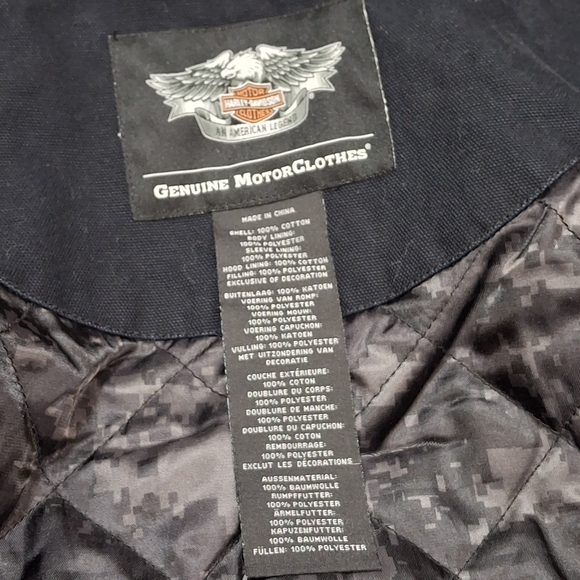 MOTOR
HARLEY-DAVIDSON
CLOTHES
AN AMERICAN LEGEND
GENUINE MOTORCLOTHES®
MADE IN CHINA
SHELL: 100% COTTON
BODY LINING:
100% POLYESTER
SLEEVE LINING:
100% POLYESTER
HOOD LINING: 100% COTTON
FILLING: 100% POLYESTER
EXCLUSIVE OF DECORATION
BUITENLAAG: 100% KATOEN
VOERING VAN ROMP:
100% POLYESTER
VOERING MOUW:
100% POLYESTER
VOERING CAPUCHON:
100% KATOEN
VULLING: 100% POLYESTER
MET UITZONDERING VAN
DECORATIE
COUCHE EXTÉRIEURE:
100% COTON
DOUBLURE DU CORPS:
100% POLYESTER
DOUBLURE DE MANCHE:
100% POLYESTER
DOUBLURE DU CAPUCHON:
100% COTON
REMBOURRAGE:
100% POLYESTER
EXCLUT LES DÉCORATIONS
AUSSENMATERIAL:
100% BAUMWOLLE
RUMPFFUTTER:
100% POLYESTER
ÄRMELFUTTER:
100% POLYESTER
KAPUZENFUTTER:
100% BAUMWOLLE
FÜLLEN: 100% POLYESTER